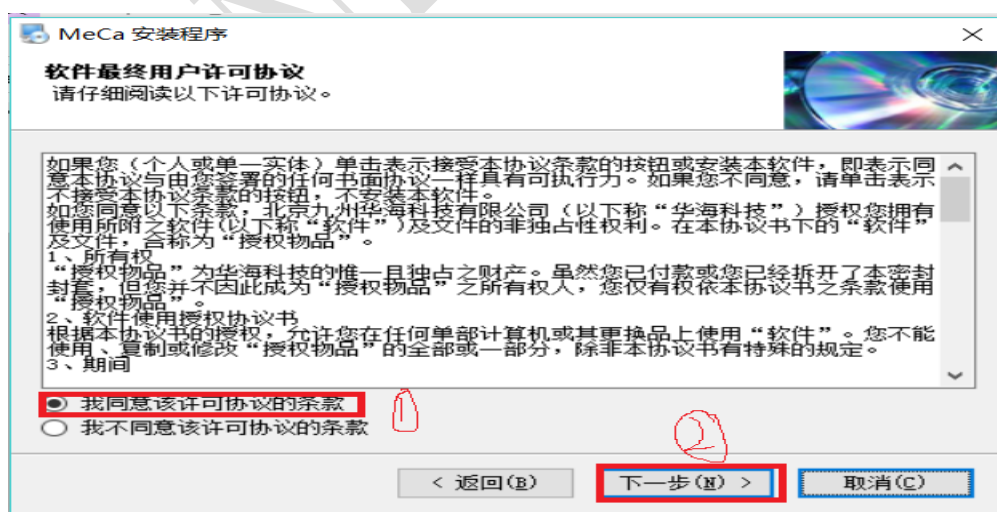 MeCa 安装程序
软件最终用户许可协议
请仔细阅读以下许可协议。
如果您（个人或单一实体）单击表示接受本协议条款的按钮或安装本软件，即表示同
意本协议与由您签署的任何书面协议一样具有可执行力。如果您不同意，请单击表示
不接受本协议条款的按钮，不安装本软件。
如您同意以下条款，北京九州华海科技有限公司（以下称“华海科技”）授权您拥有
使用所附之软件(以下称“软件”)及文件的非独占性权利。在本协议书下的“软件”
及文件，合称为“授权物品”。
1、所有权
“授权物品”为华海科技的惟一且独占之财产。虽然您已付款或您已经拆开了本密封
封套，但您并不因此成为“授权物品”之所有权人，您仅有权依本协议书之条款使用
“授权物品”。
2、软件使用授权协议书
根据本协议书的授权，允许您在任何单部计算机或其更换品上使用“软件”。您不能
使用、复制或修改“授权物品”的全部或一部分，除非本协议书有特殊的规定。
3、期间
我同意该许可协议的条款 1
我不同意该许可协议的条款 2
< 返回(B) 下一步(N) > 取消(C)